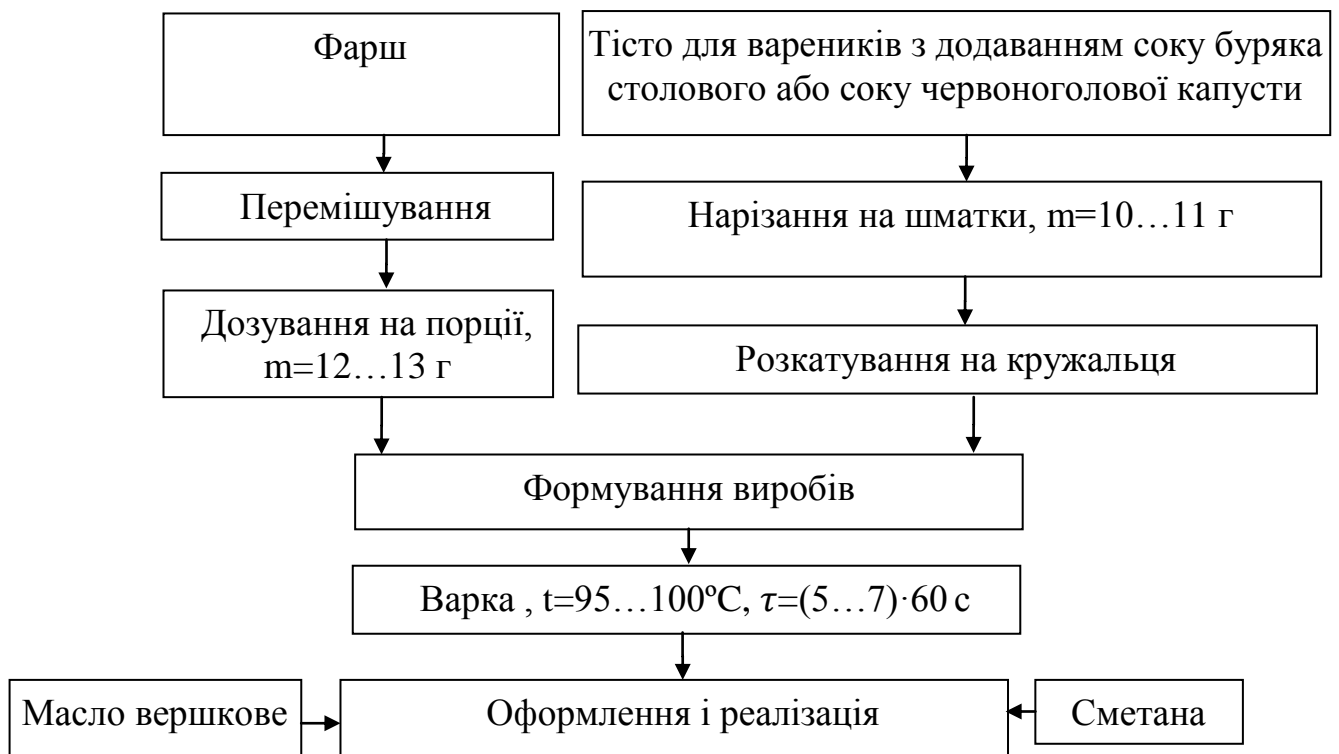 Фарш
Тісто для вареників з додаванням соку буряка
столового або соку червоноголової капусти
Перемішування
Нарізання на шматки, m=10…11 г
Дозування на порції,
m=12…13 г
Розкатування на кружальця
Формування виробів
Варка , t=95…100ºС, τ=(5…7)·60 с
Масло вершкове
Оформлення і реалізація
Сметана